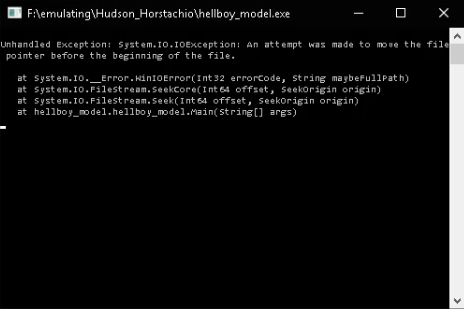 F:\emulating\Hudson_Horstachio\hellboy_model.exe
Unhandled Exception: System.IO.IOException: An attempt was made to move the file
pointer before the beginning of the file.
at System.IO.__Error.WinIOError(Int32 errorCode, String maybeFullPath)
at System.IO.FileStream.SeekCore(Int64 offset, SeekOrigin origin)
at System.IO.FileStream.Seek(Int64 offset, SeekOrigin origin)
at hellboy_model.hellboy_model.Main(String[] args)